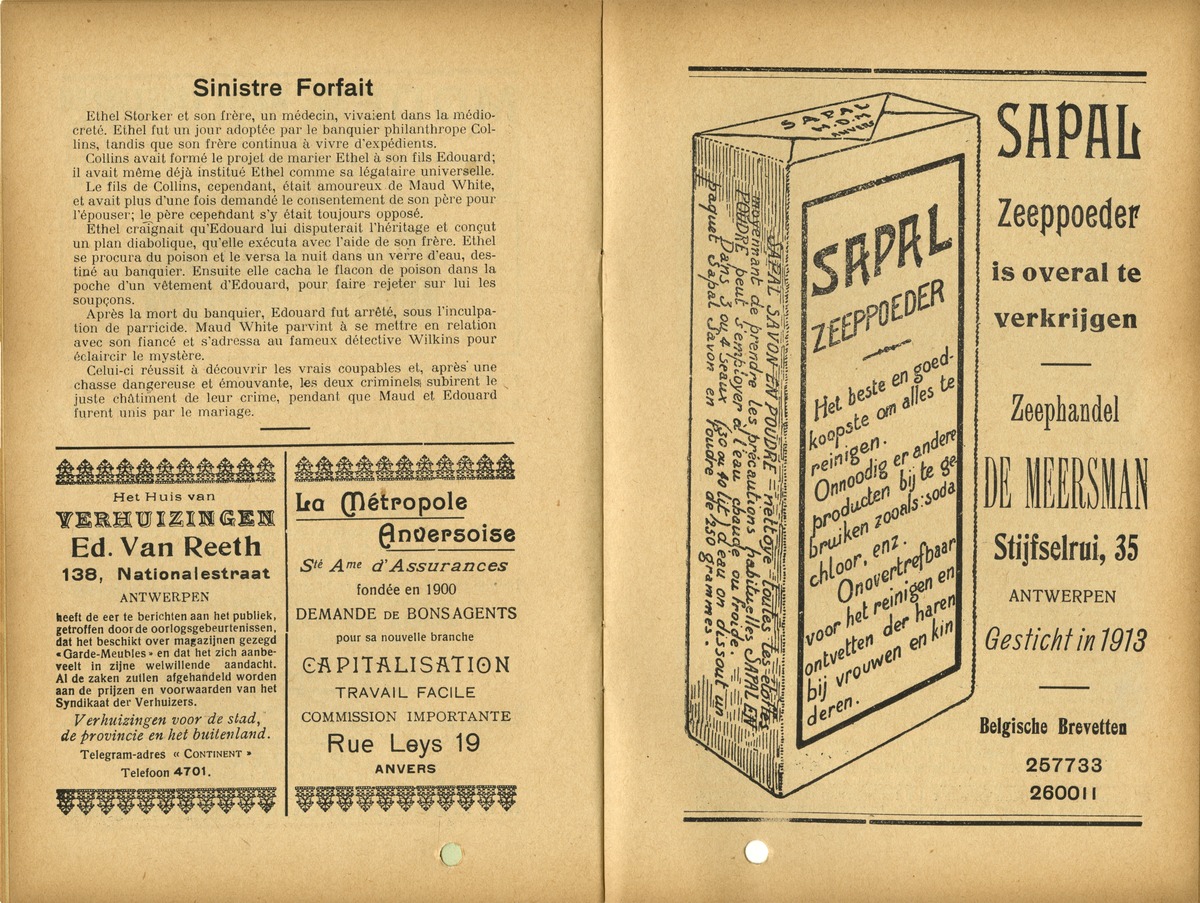 Sinistre Forfait
Ethel Storker et son frère, un médecin, vivaient dans la médio-
creté. Ethel fut un jour adoptée par le banquier philanthrope Col-
lins, tandis que son frère continua à vivre d'expédients.
Collins avait formé le projet de marier Ethel à son fils Edouard;
il avait même déjà institué Ethel comme sa légataire universelle.
Le fils de Collins, cependant, était amoureux de Maud White,
et avait plus d'une fois demandé le consentement de son père pour
l'épouser; le père cependant s'y était toujours opposé.
Ethel craignait qu'Edouard lui disputerait l'héritage et conçut
un plan diabolique, qu'elle exécuta avec l'aide de son frère. Ethel
se procura du poison et le versa la nuit dans un verre d'eau, des-
tiné au banquier. Ensuite elle cacha le flacon de poison dans la
poche d'un vêtement d'Edouard, pour faire rejeter sur lui les
soupçons.
Après la mort du banquier, Edouard fut arrêté, sous l'inculpa-
tion de parricide. Maud White parvint à se mettre en relation
avec son fiancé et s'adressa au fameux détective Wilkins pour
éclaircir le mystère.
Celui-ci réussit à découvrir les vrais coupables et, après une
chasse dangereuse et émouvante, les deux criminels subirent le
juste châtiment de leur crime, pendant que Maud et Edouard
furent unis par le mariage.
Het Huis van
VERHUIZINGEN
Ed. Van Reeth
138, Nationalestraat
ANTWERPEN
heeft de eer te berichten aan het publiek,
getroffen door de oorlogsgebeurtenissen,
dat het beschikt over magazijnen gezegd
«Garde-Meubles» en dat het zich aanbe-
veelt in zijne welwillende aandacht.
Al de zaken zullen afgehandeld worden
aan de prijzen en voorwaarden van het
Syndikaat der Verhuizers.
Verhuizingen voor de stad,
de provincie en het buitenland.
Telegram-adres « CONTINENT »
Telefoon 4701.
La Métropole
Anversoise
Sté Ame d'Assurances
fondée en 1900
DEMANDE DE BONS AGENTS
pour sa nouvelle branche
CAPITALISATION
TRAVAIL FACILE
COMMISSION IMPORTANTE
Rue Leys 19
ANVERS
SAPAL
H.D.M
ANVERS
SAPAL SAVON EN POUDRE = nettoye toutes les étoffes
moyennant de prendre les précautions habituelles SAPAL EN
POUDRE peut s'employer à l'eau chaude ou froide.
Dans 3 ou 4 seaux (30 ou 40 lit) d'eau on dissout un
paquet Sapal Savon en Poudre de 250 grammes.
SAPAL
ZEEPPOEDER
Het beste en goed-
koopste om alles te
reinigen.
Onnoodig er andere
producten bij te ge
bruiken zooals: soda
chloor, enz.
Onovertrefbaar
voor het reinigen en
ontvetten der haren
bij vrouwen en kin
deren.
SAPAL
Zeeppoeder
is overal te
verkrijgen
Zeephandel
DE MEERSMAN
Stijfselrui, 35
ANTWERPEN
Gesticht in 1913
Belgische Brevetten
257733
260011